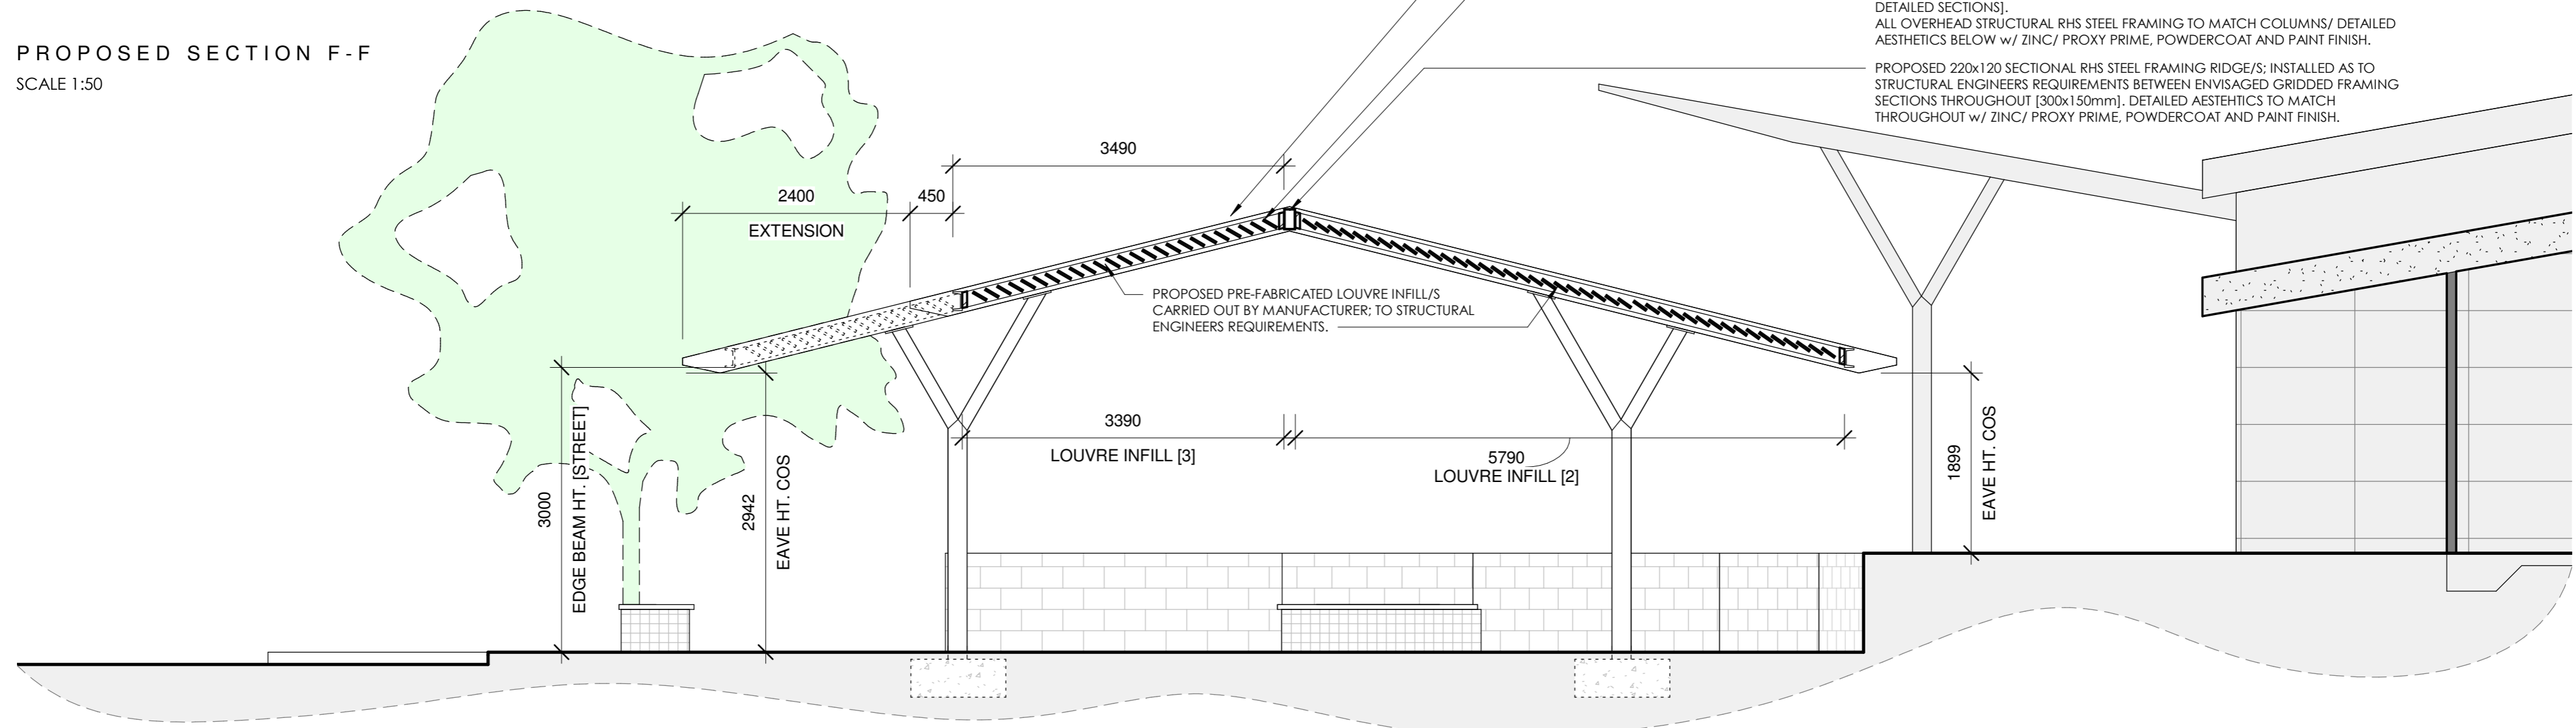 PROPOSED SECTION F-F
SCALE 1:50
DETAILED SECTIONS].
ALL OVERHEAD STRUCTURAL RHS STEEL FRAMING TO MATCH COLUMNS/ DETAILED
AESTHETICS BELOW w/ ZINC/ PROXY PRIME, POWDERCOAT AND PAINT FINISH.
PROPOSED 220x120 SECTIONAL RHS STEEL FRAMING RIDGE/S; INSTALLED AS TO
STRUCTURAL ENGINEERS REQUIREMENTS BETWEEN ENVISAGED GRIDDED FRAMING
SECTIONS THROUGHOUT [300x150mm]. DETAILED AESTEHTICS TO MATCH
THROUGHOUT w/ ZINC/ PROXY PRIME, POWDERCOAT AND PAINT FINISH.
3490
2400
450
EXTENSION
PROPOSED PRE-FABRICATED LOUVRE INFILL/S
CARRIED OUT BY MANUFACTURER; TO STRUCTURAL
ENGINEERS REQUIREMENTS.
3390
LOUVRE INFILL [3]
5790
LOUVRE INFILL [2]
3000
EDGE BEAM HT. [STREET]
2942
EAVE HT. COS
1899
EAVE HT. COS